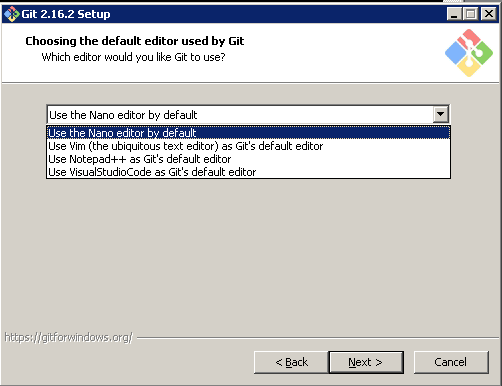 Git 2.16.2 Setup
Choosing the default editor used by Git
Which editor would you like Git to use?
Use the Nano editor by default
Use the Nano editor by default
Use Vim (the ubiquitous text editor) as Git's default editor
Use Notepad++ as Git's default editor
Use VisualStudioCode as Git's default editor
https://gitforwindows.org/
< Back
Next >
Cancel